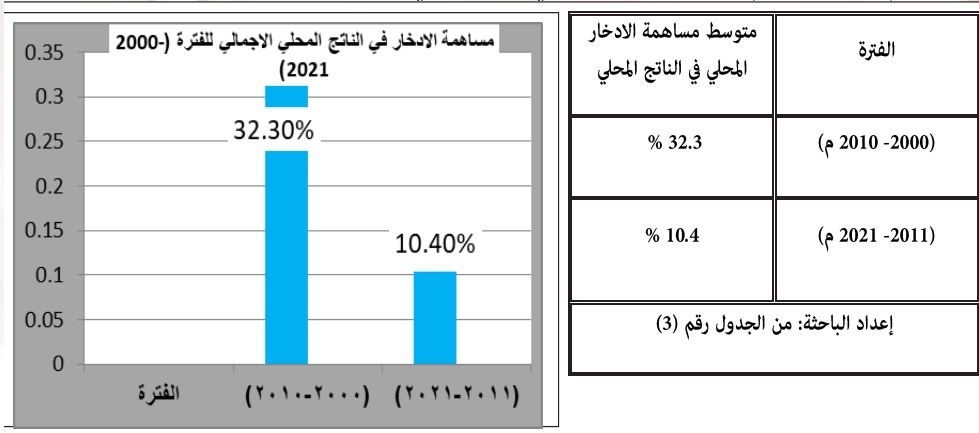 الفترة
متوسط مساهمة الادخار
المحلي في الناتج المحلي
(2000- 2010 م)
32.3 %
(2011- 2021 م)
10.4 %
إعداد الباحثة: من الجدول رقم (3)
مساهمة الادخار في الناتج المحلي الاجمالي للفترة (2000-
2021)
0.35
0.3
0.25
0.2
0.15
0.1
0.05
0
32.30%
10.40%
الفترة
(٢٠٠٠-٢٠١٠)
(٢٠١١-٢٠٢١)